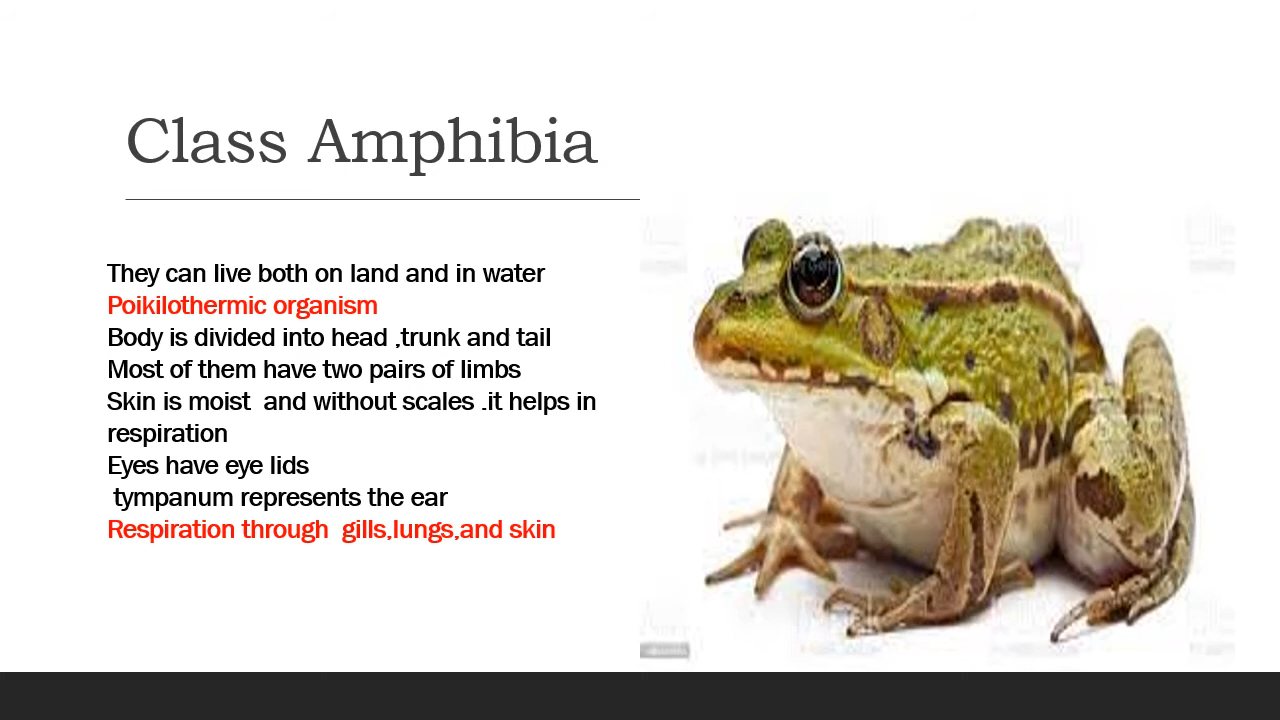 Class Amphibia
They can live both on land and in water
Poikilothermic organism
Body is divided into head ,trunk and tail
Most of them have two pairs of limbs
Skin is moist  and without scales .it helps in
respiration
Eyes have eye lids
 tympanum represents the ear
Respiration through  gills,lungs,and skin